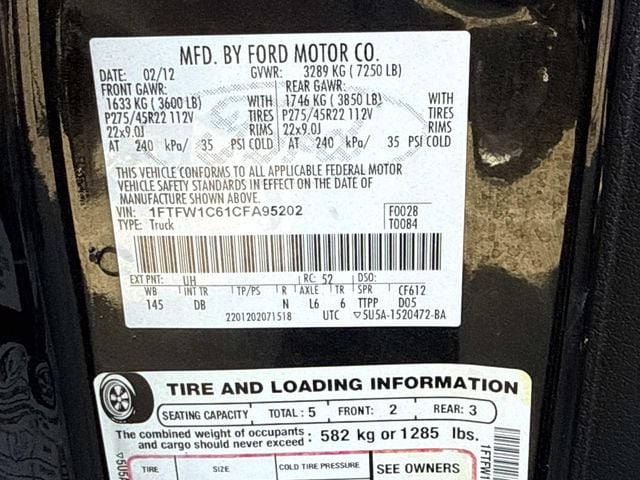 MFD. BY FORD MOTOR CO.
DATE: 02/12 GVWR: 3289 KG ( 7250 LB)
FRONT GAWR: REAR GAWR:
1633 KG ( 3600 LB) WITH 1746 KG ( 3850 LB) WITH
P275/45R22 112V TIRES P275/45R22 112V TIRES
22x9.0J RIMS 22x9.0J RIMS
AT 240 kPa/ 35 PSI COLD AT 240 kPa/ 35 PSI COLD
THIS VEHICLE CONFORMS TO ALL APPLICABLE FEDERAL MOTOR
VEHICLE SAFETY STANDARDS IN EFFECT ON THE DATE OF
MANUFACTURE SHOWN ABOVE.
VIN: 1FTFW1C61CFA95202 F0028
TYPE: Truck T0084
EXT PNT: UH RC: 52 DSO:
WB INT TR TP/PS R AXLE TR SPR CF612
145 DB N L6 6 TTPP D05
2201202071518 UTC ▽5U5A-1520472-BA
TIRE AND LOADING INFORMATION
SEATING CAPACITY TOTAL : 5 FRONT: 2 REAR: 3
The combined weight of occupants : 582 kg or 1285 lbs.
and cargo should never exceed
TIRE SIZE COLD TIRE PRESSURE SEE OWNERS
▽5U5A
1FTFW1